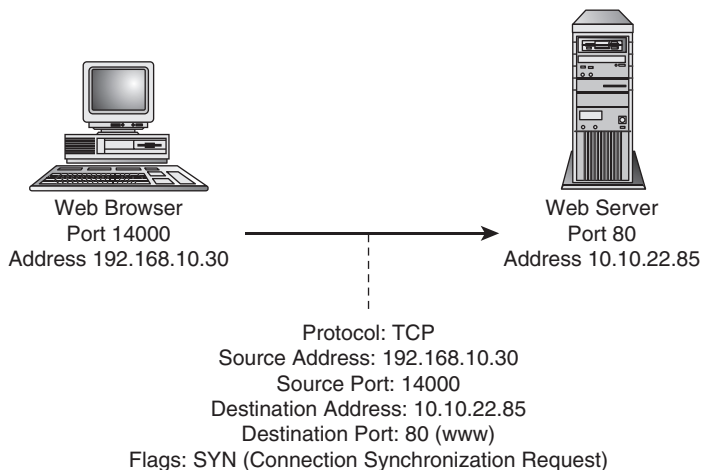 Web Browser
Port 14000
Address 192.168.10.30
Web Server
Port 80
Address 10.10.22.85
Protocol: TCP
Source Address: 192.168.10.30
Source Port: 14000
Destination Address: 10.10.22.85
Destination Port: 80 (www)
Flags: SYN (Connection Synchronization Request)